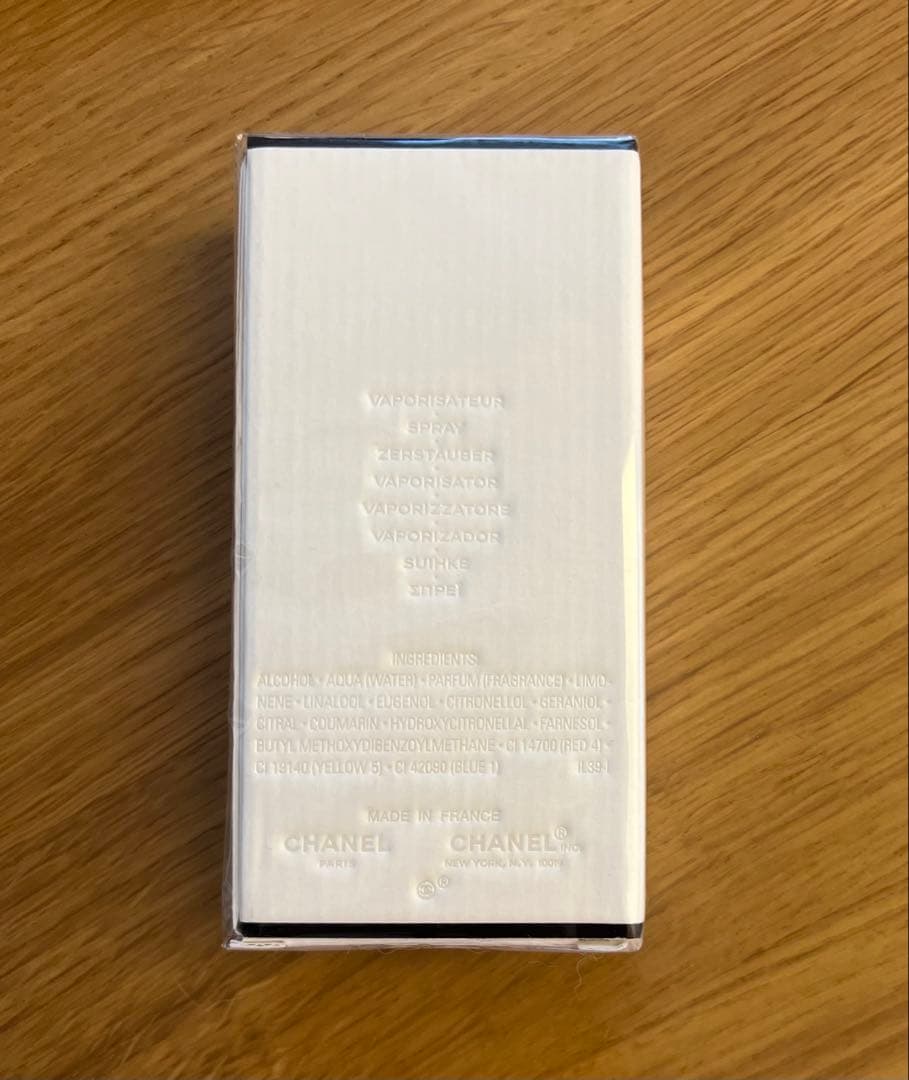 VAPORISATEUR
SPRAY
ZERSTÄUBER
VAPORISATOR
VAPORIZZATORE
VAPORIZADOR
SUIHKE
ΣΠΡΕΪ
INGREDIENTS
ALCOHOL • AQUA (WATER) • PARFUM (FRAGRANCE) • LIMO-
NENE • LINALOOL • EUGENOL • CITRONELLOL • GERANIOL •
CITRAL • COUMARIN • HYDROXYCITRONELLAL • FARNESOL •
BUTYL METHOXYDIBENZOYLMETHANE • CI 14700 (RED 4) •
CI 19140 (YELLOW 5) • CI 42090 (BLUE 1) IL39-I
MADE IN FRANCE
CHANEL CHANEL® INC.
PARIS NEW YORK, N.Y. 10019
®